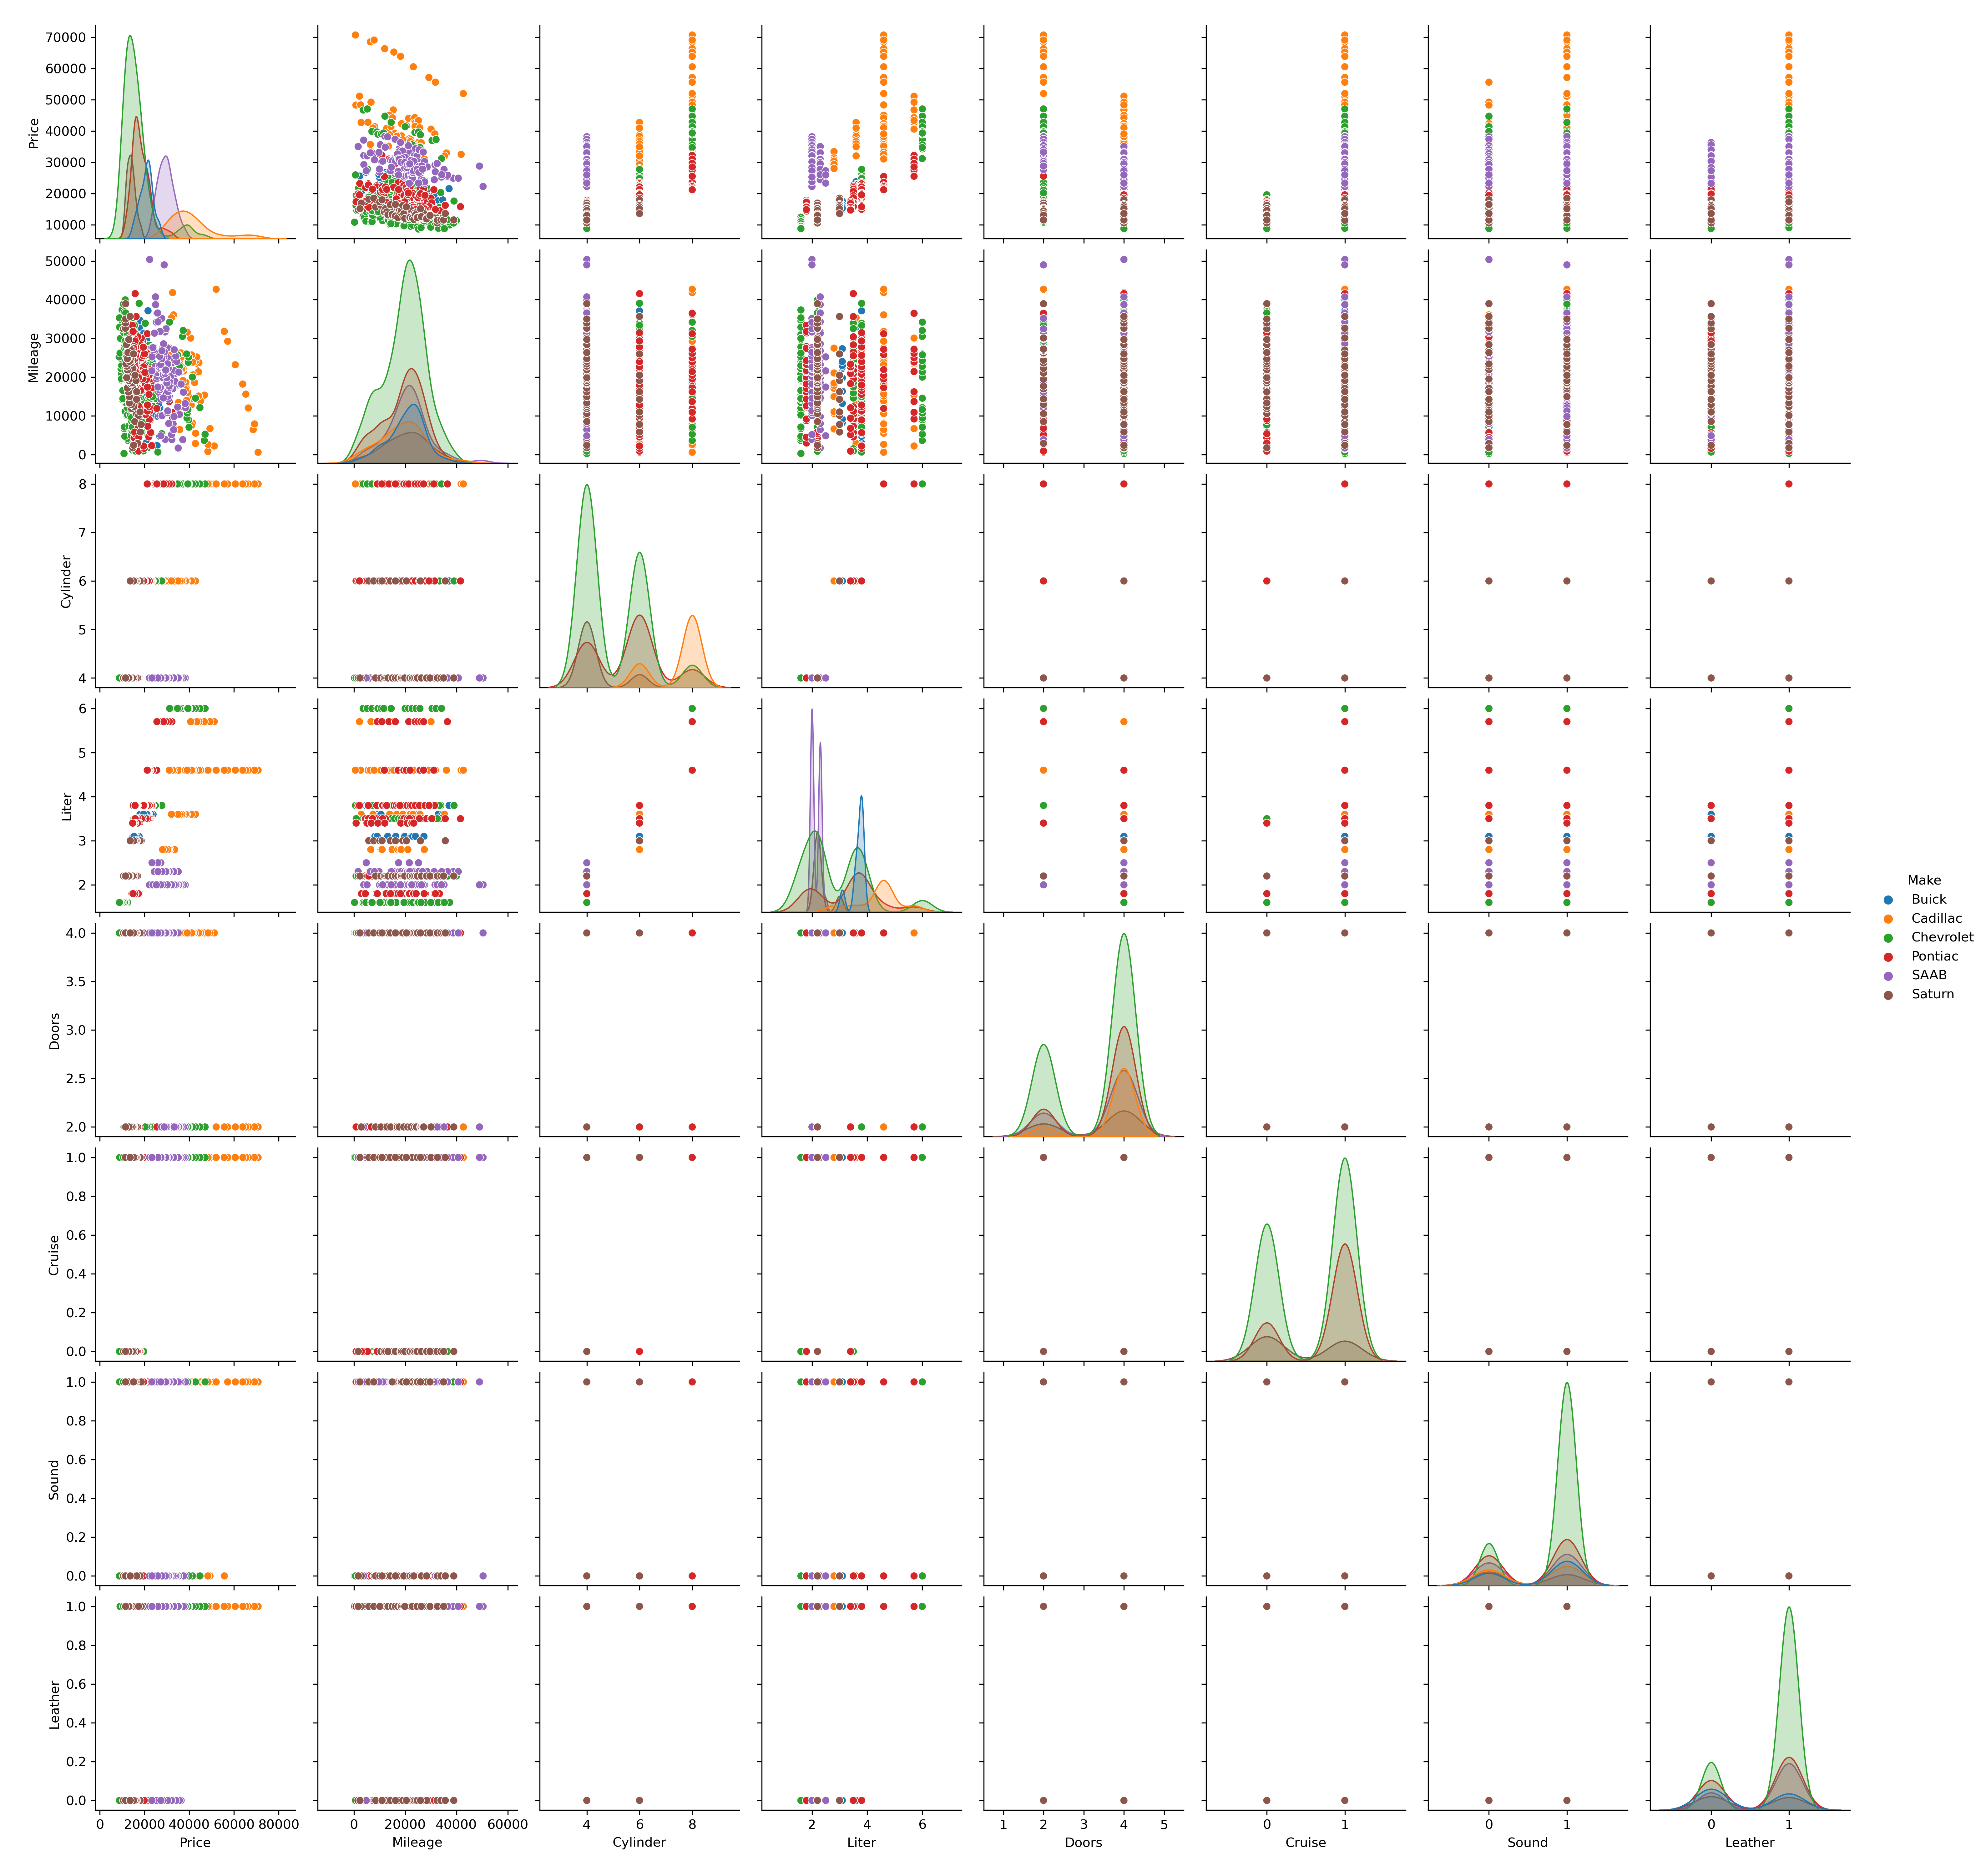 70000
60000
50000
40000
30000
20000
10000
Price
50000
40000
30000
20000
10000
0
Mileage
8
7
6
5
4
Cylinder
6
5
4
3
2
Liter
Make
Buick
Cadillac
Chevrolet
Pontiac
SAAB
Saturn
4.0
3.5
3.0
2.5
2.0
Doors
1.0
0.8
0.6
0.4
0.2
0.0
Cruise
1.0
0.8
0.6
0.4
0.2
0.0
Sound
1.0
0.8
0.6
0.4
0.2
0.0
Leather
0 20000 40000 60000 80000 0 20000 40000 60000 4 6 8 2 4 6 1 2 3 4 5 0 1 0 1 0 1
Price Mileage Cylinder Liter Doors Cruise Sound Leather